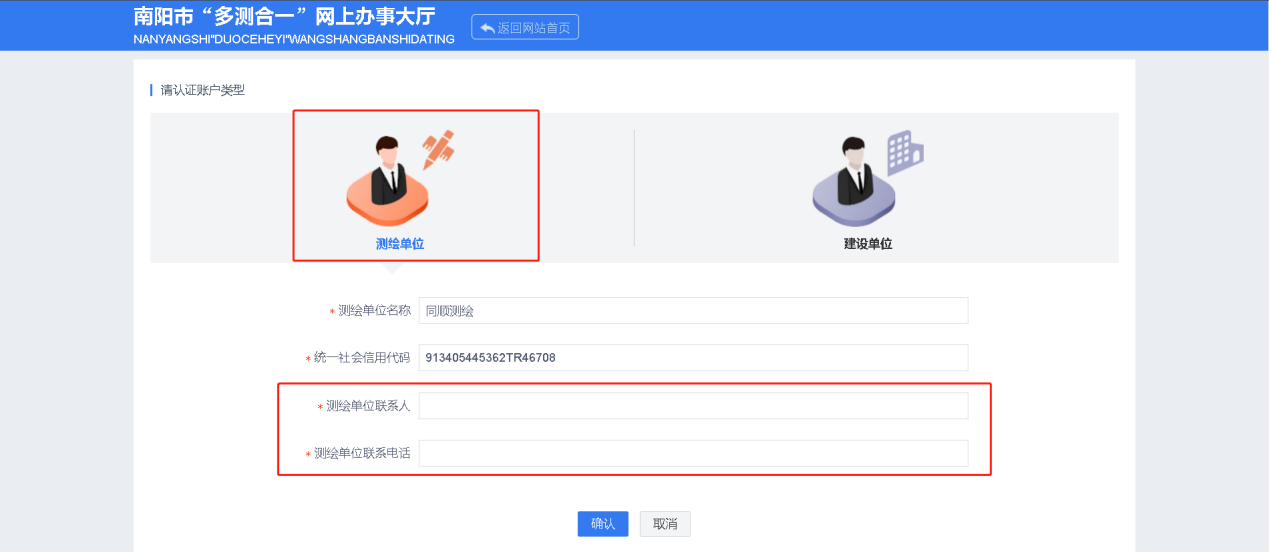 南阳市“多测合一”网上办事大厅
NANYANGSHI"DUOCEHEYI"WANGSHANGBANSHIDATING
返回网站首页
请认证账户类型
测绘单位
建设单位
* 测绘单位名称 同顺测绘
* 统一社会信用代码 913405445362TR46708
* 测绘单位联系人
* 测绘单位联系电话
确认 取消